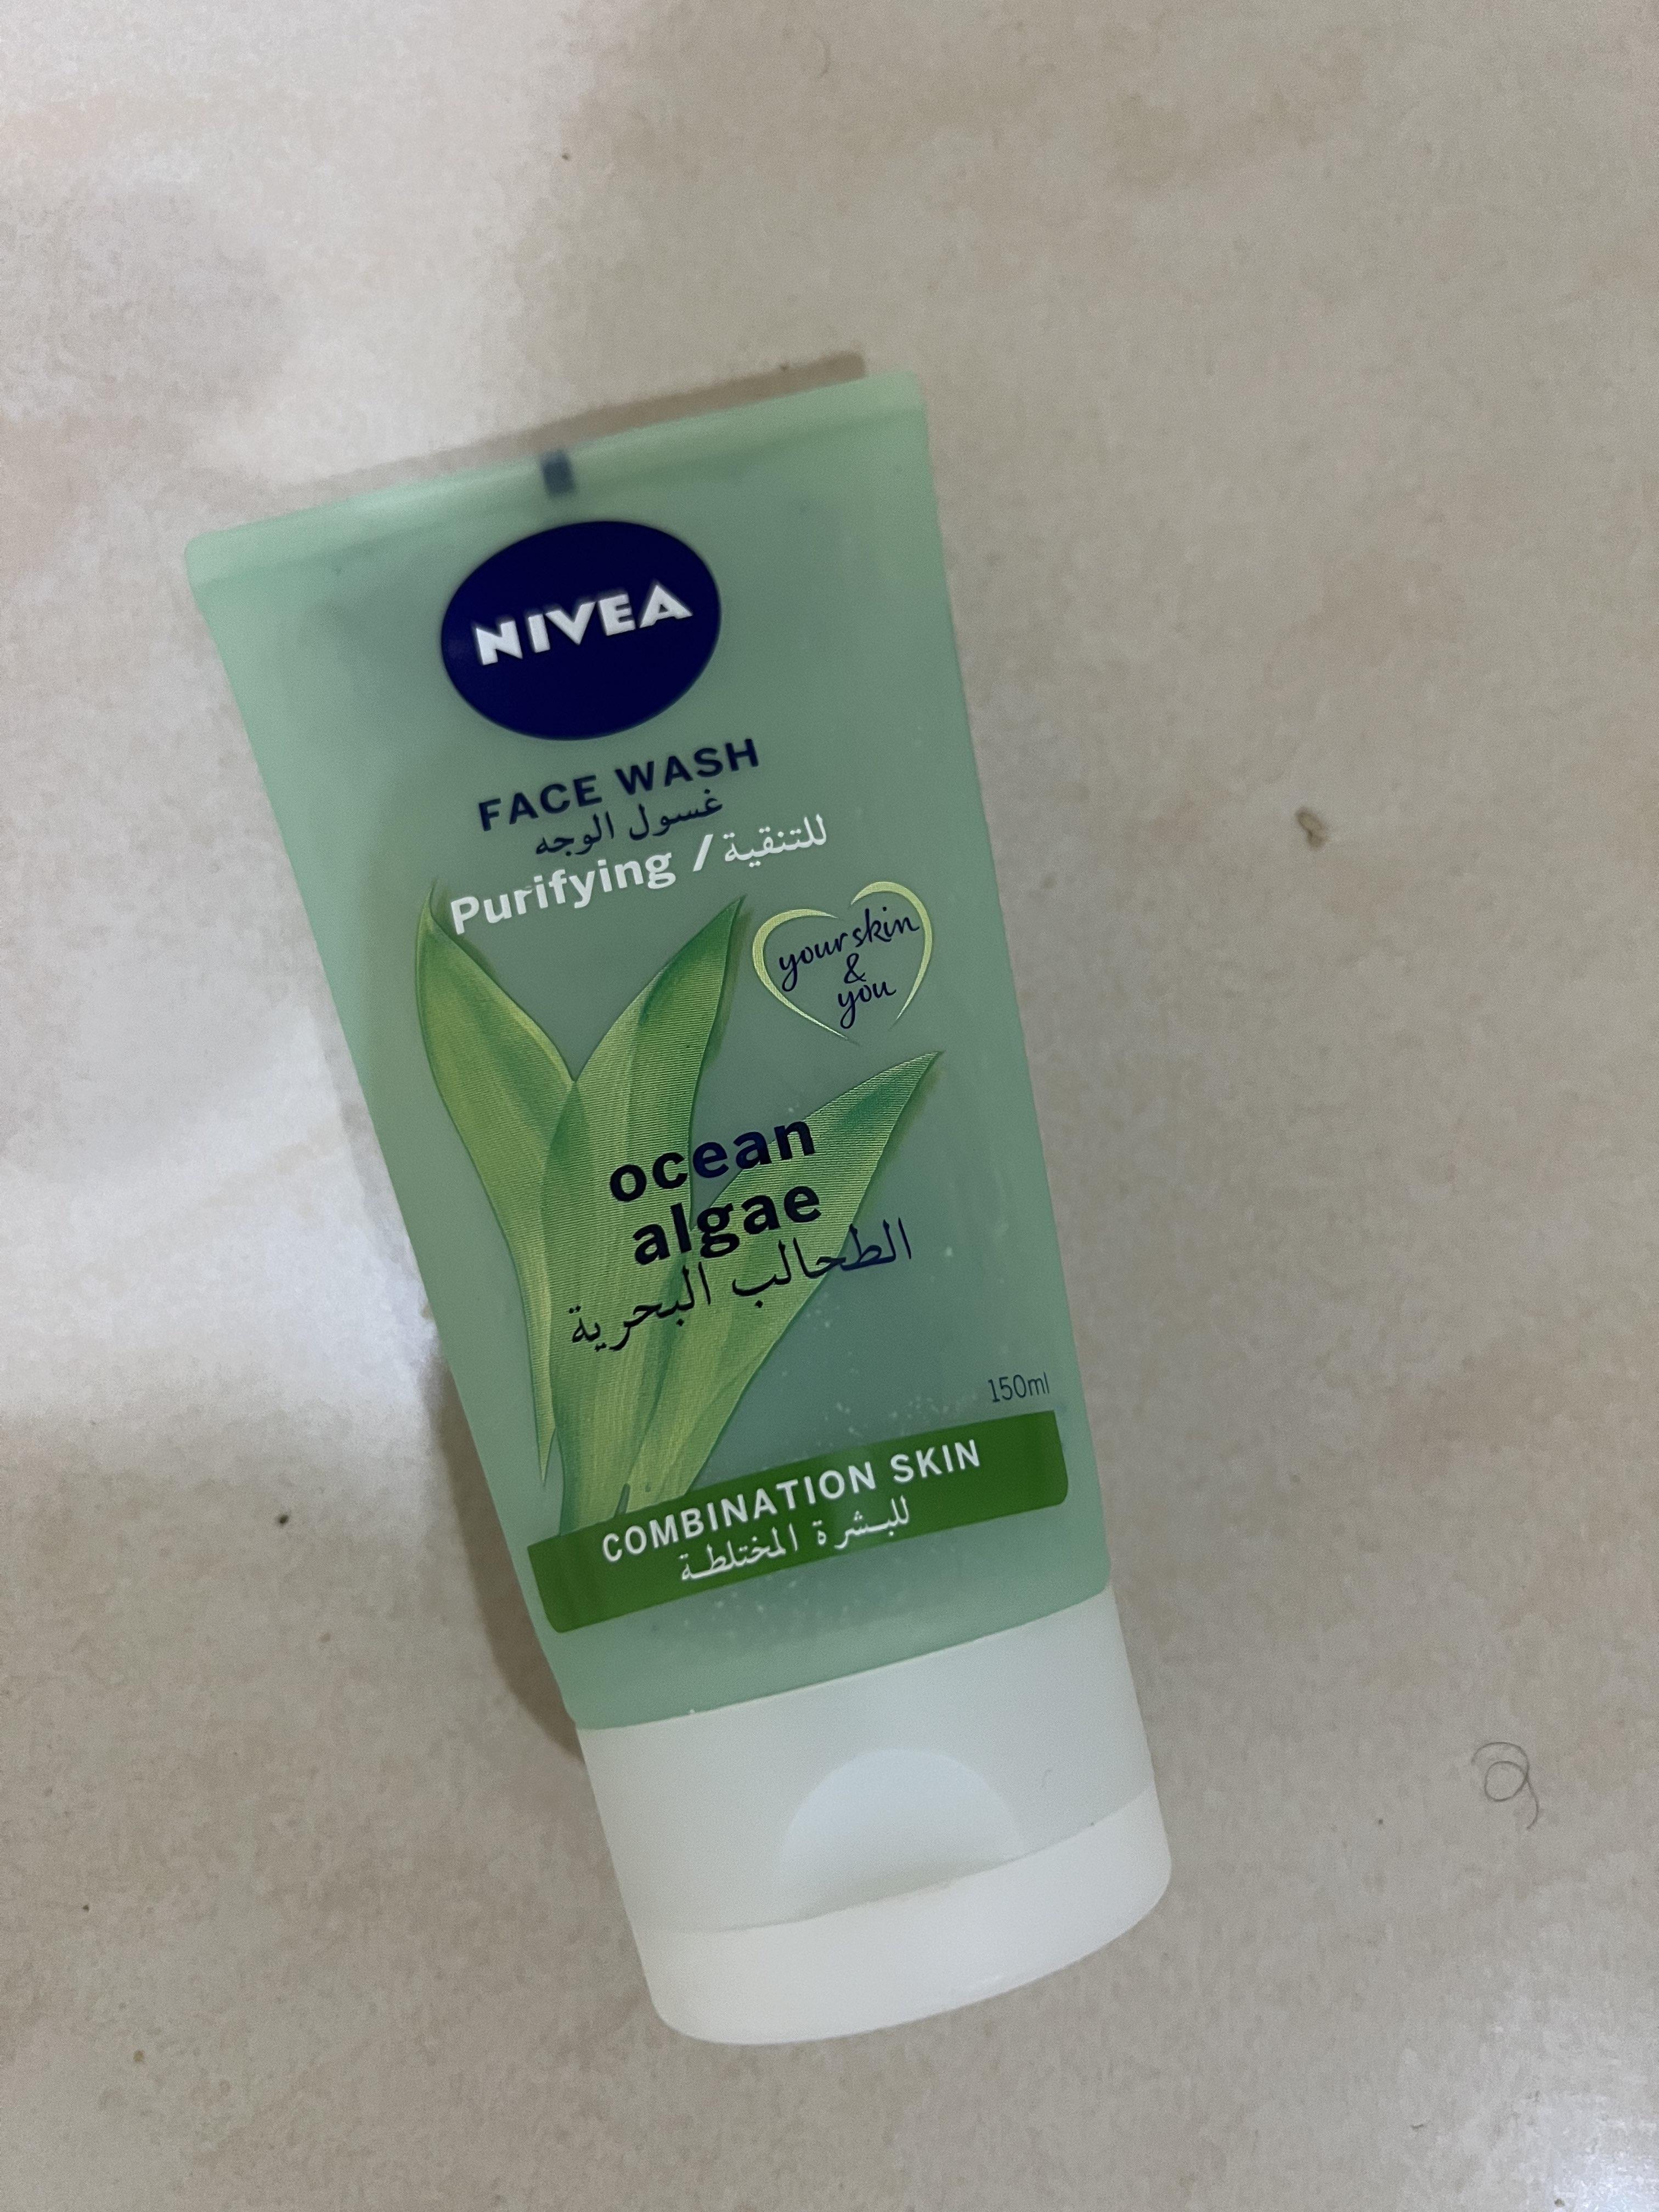 NIVEA
FACE WASH
غسول الوجه
Purifying / للتنقية
your skin
&
you
ocean
algae
الطحالب البحرية
150ml
COMBINATION SKIN
للبشرة المختلطة